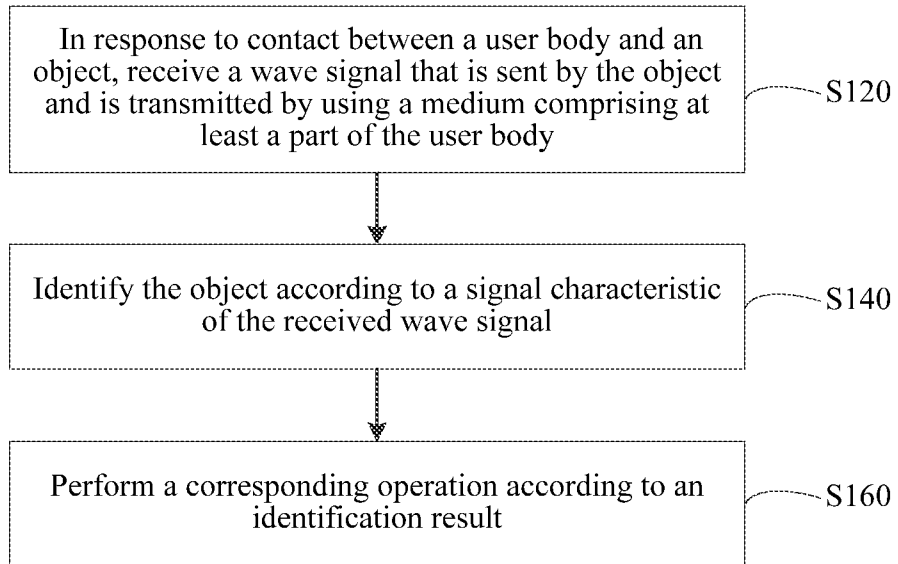 In response to contact between a user body and an
object, receive a wave signal that is sent by the object
and is transmitted by using a medium comprising at
least a part of the user body
S120
Identify the object according to a signal characteristic
of the received wave signal
S140
Perform a corresponding operation according to an
identification result
S160